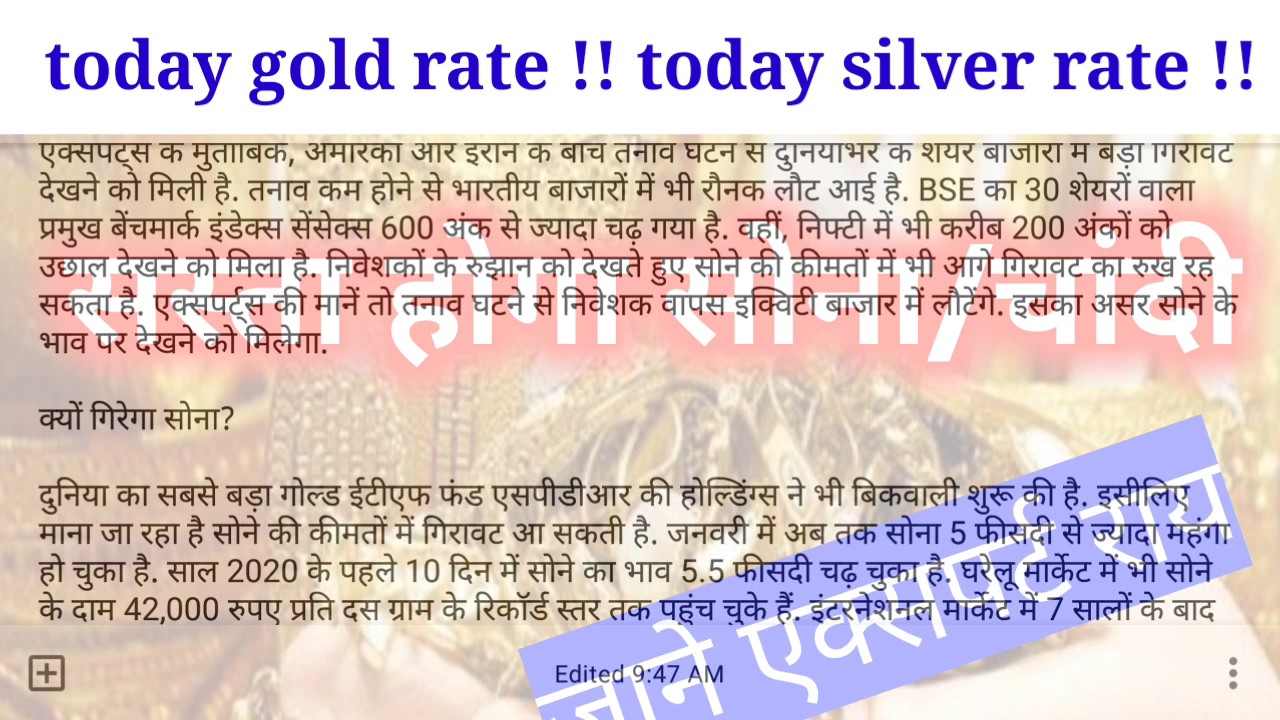 today gold rate !! today silver rate !!
एक्सपर्ट्स के मुताबिक, अमेरिका और ईरान के बीच तनाव घटने से दुनियाभर के शेयर बाजारों में बड़ी गिरावट
देखने को मिली है. तनाव कम होने से भारतीय बाजारों में भी रौनक लौट आई है. BSE का 30 शेयरों वाला
प्रमुख बेंचमार्क इंडेक्स सेंसेक्स 600 अंक से ज्यादा चढ़ गया है. वहीं, निफ्टी में भी करीब 200 अंकों को
उछाल देखने को मिला है. निवेशकों के रुझान को देखते हुए सोने की कीमतों में भी आगे गिरावट का रुख रह
सकता है. एक्सपर्ट्स की मानें तो तनाव घटने से निवेशक वापस इक्विटी बाजार में लौटेंगे. इसका असर सोने के
भाव पर देखने को मिलेगा.
सस्ता होगा सोना/चांदी
क्यों गिरेगा सोना?
दुनिया का सबसे बड़ा गोल्ड ईटीएफ फंड एसपीडीआर की होल्डिंग्स ने भी बिकवाली शुरू की है. इसीलिए
माना जा रहा है सोने की कीमतों में गिरावट आ सकती है. जनवरी में अब तक सोना 5 फीसदी से ज्यादा महंगा
हो चुका है. साल 2020 के पहले 10 दिन में सोने का भाव 5.5 फीसदी चढ़ चुका है. घरेलू मार्केट में भी सोने
के दाम 42,000 रुपए प्रति दस ग्राम के रिकॉर्ड स्तर तक पहुंच चुके हैं. इंटरनेशनल मार्केट में 7 सालों के बाद
जाने एक्सपर्ट राय
Edited 9:47 AM